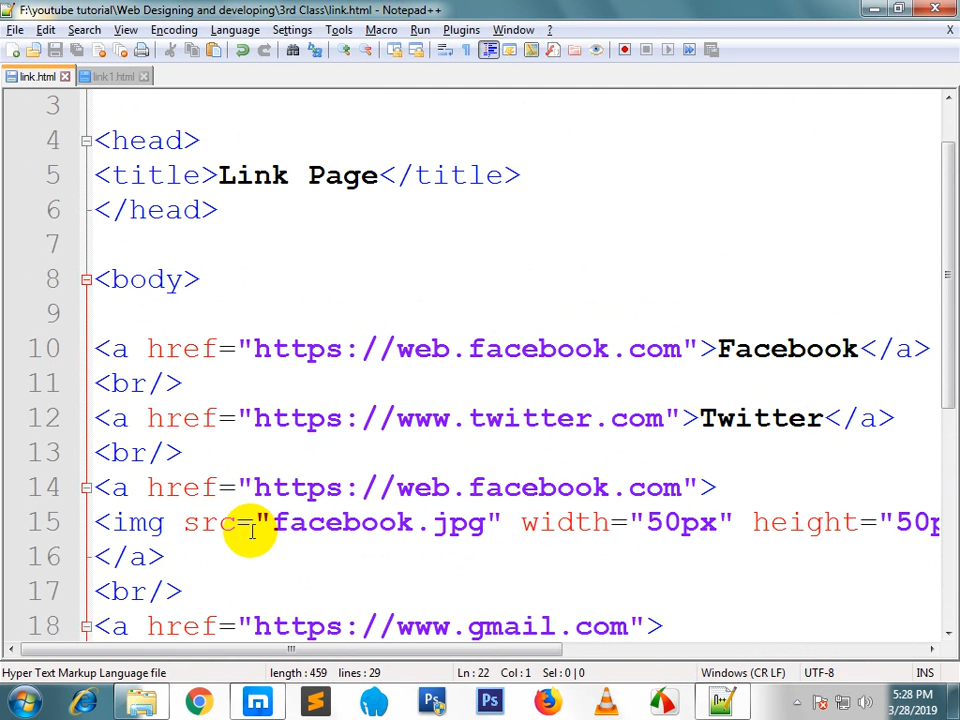 F:\youtube tutorial\Web Designing and developing\3rd Class\link.html - Notepad++
File Edit Search View Encoding Language Settings Tools Macro Run Plugins Window ? X
link.html link1.html
3
4 <head>
5 <title>Link Page</title>
6 </head>
7
8 <body>
9
10 <a href="https://web.facebook.com">Facebook</a>
11 <br/>
12 <a href="https://www.twitter.com">Twitter</a>
13 <br/>
14 <a href="https://web.facebook.com">
15 <img src="facebook.jpg" width="50px" height="50p
16 </a>
17 <br/>
18 <a href="https://www.gmail.com">
Hyper Text Markup Language file length : 459 lines : 29 Ln : 22 Col : 1 Sel : 0 | 0 Windows (CR LF) UTF-8 INS
5:28 PM
3/28/2019